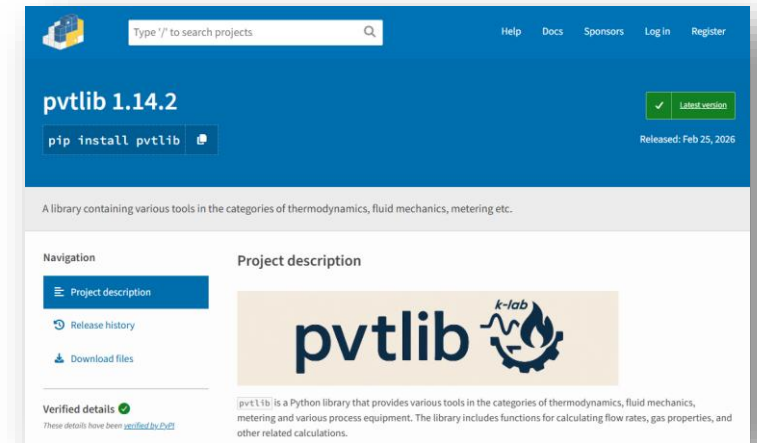 Type '/' to search projects
Help Docs Sponsors Log in Register
pvtlib 1.14.2
pip install pvtlib
Latest version
Released: Feb 25, 2026
A library containing various tools in the categories of thermodynamics, fluid mechanics, metering etc.
Navigation
Project description
Release history
Download files
Verified details
These details have been verified by PyPI
Project description
k-lab
pvtlib
pvtlib is a Python library that provides various tools in the categories of thermodynamics, fluid mechanics,
metering and various process equipment. The library includes functions for calculating flow rates, gas properties, and
other related calculations.